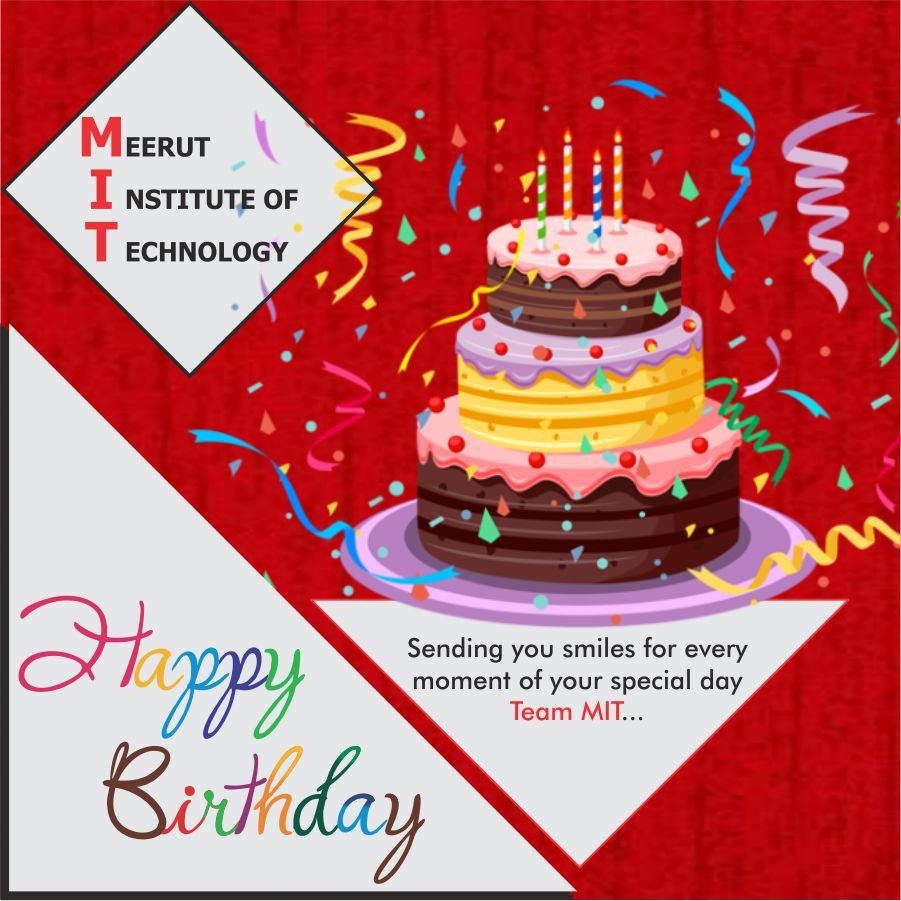 MEERUT
INSTITUTE OF
TECHNOLOGY
Happy
Birthday
Sending you smiles for every
moment of your special day
Team MIT...